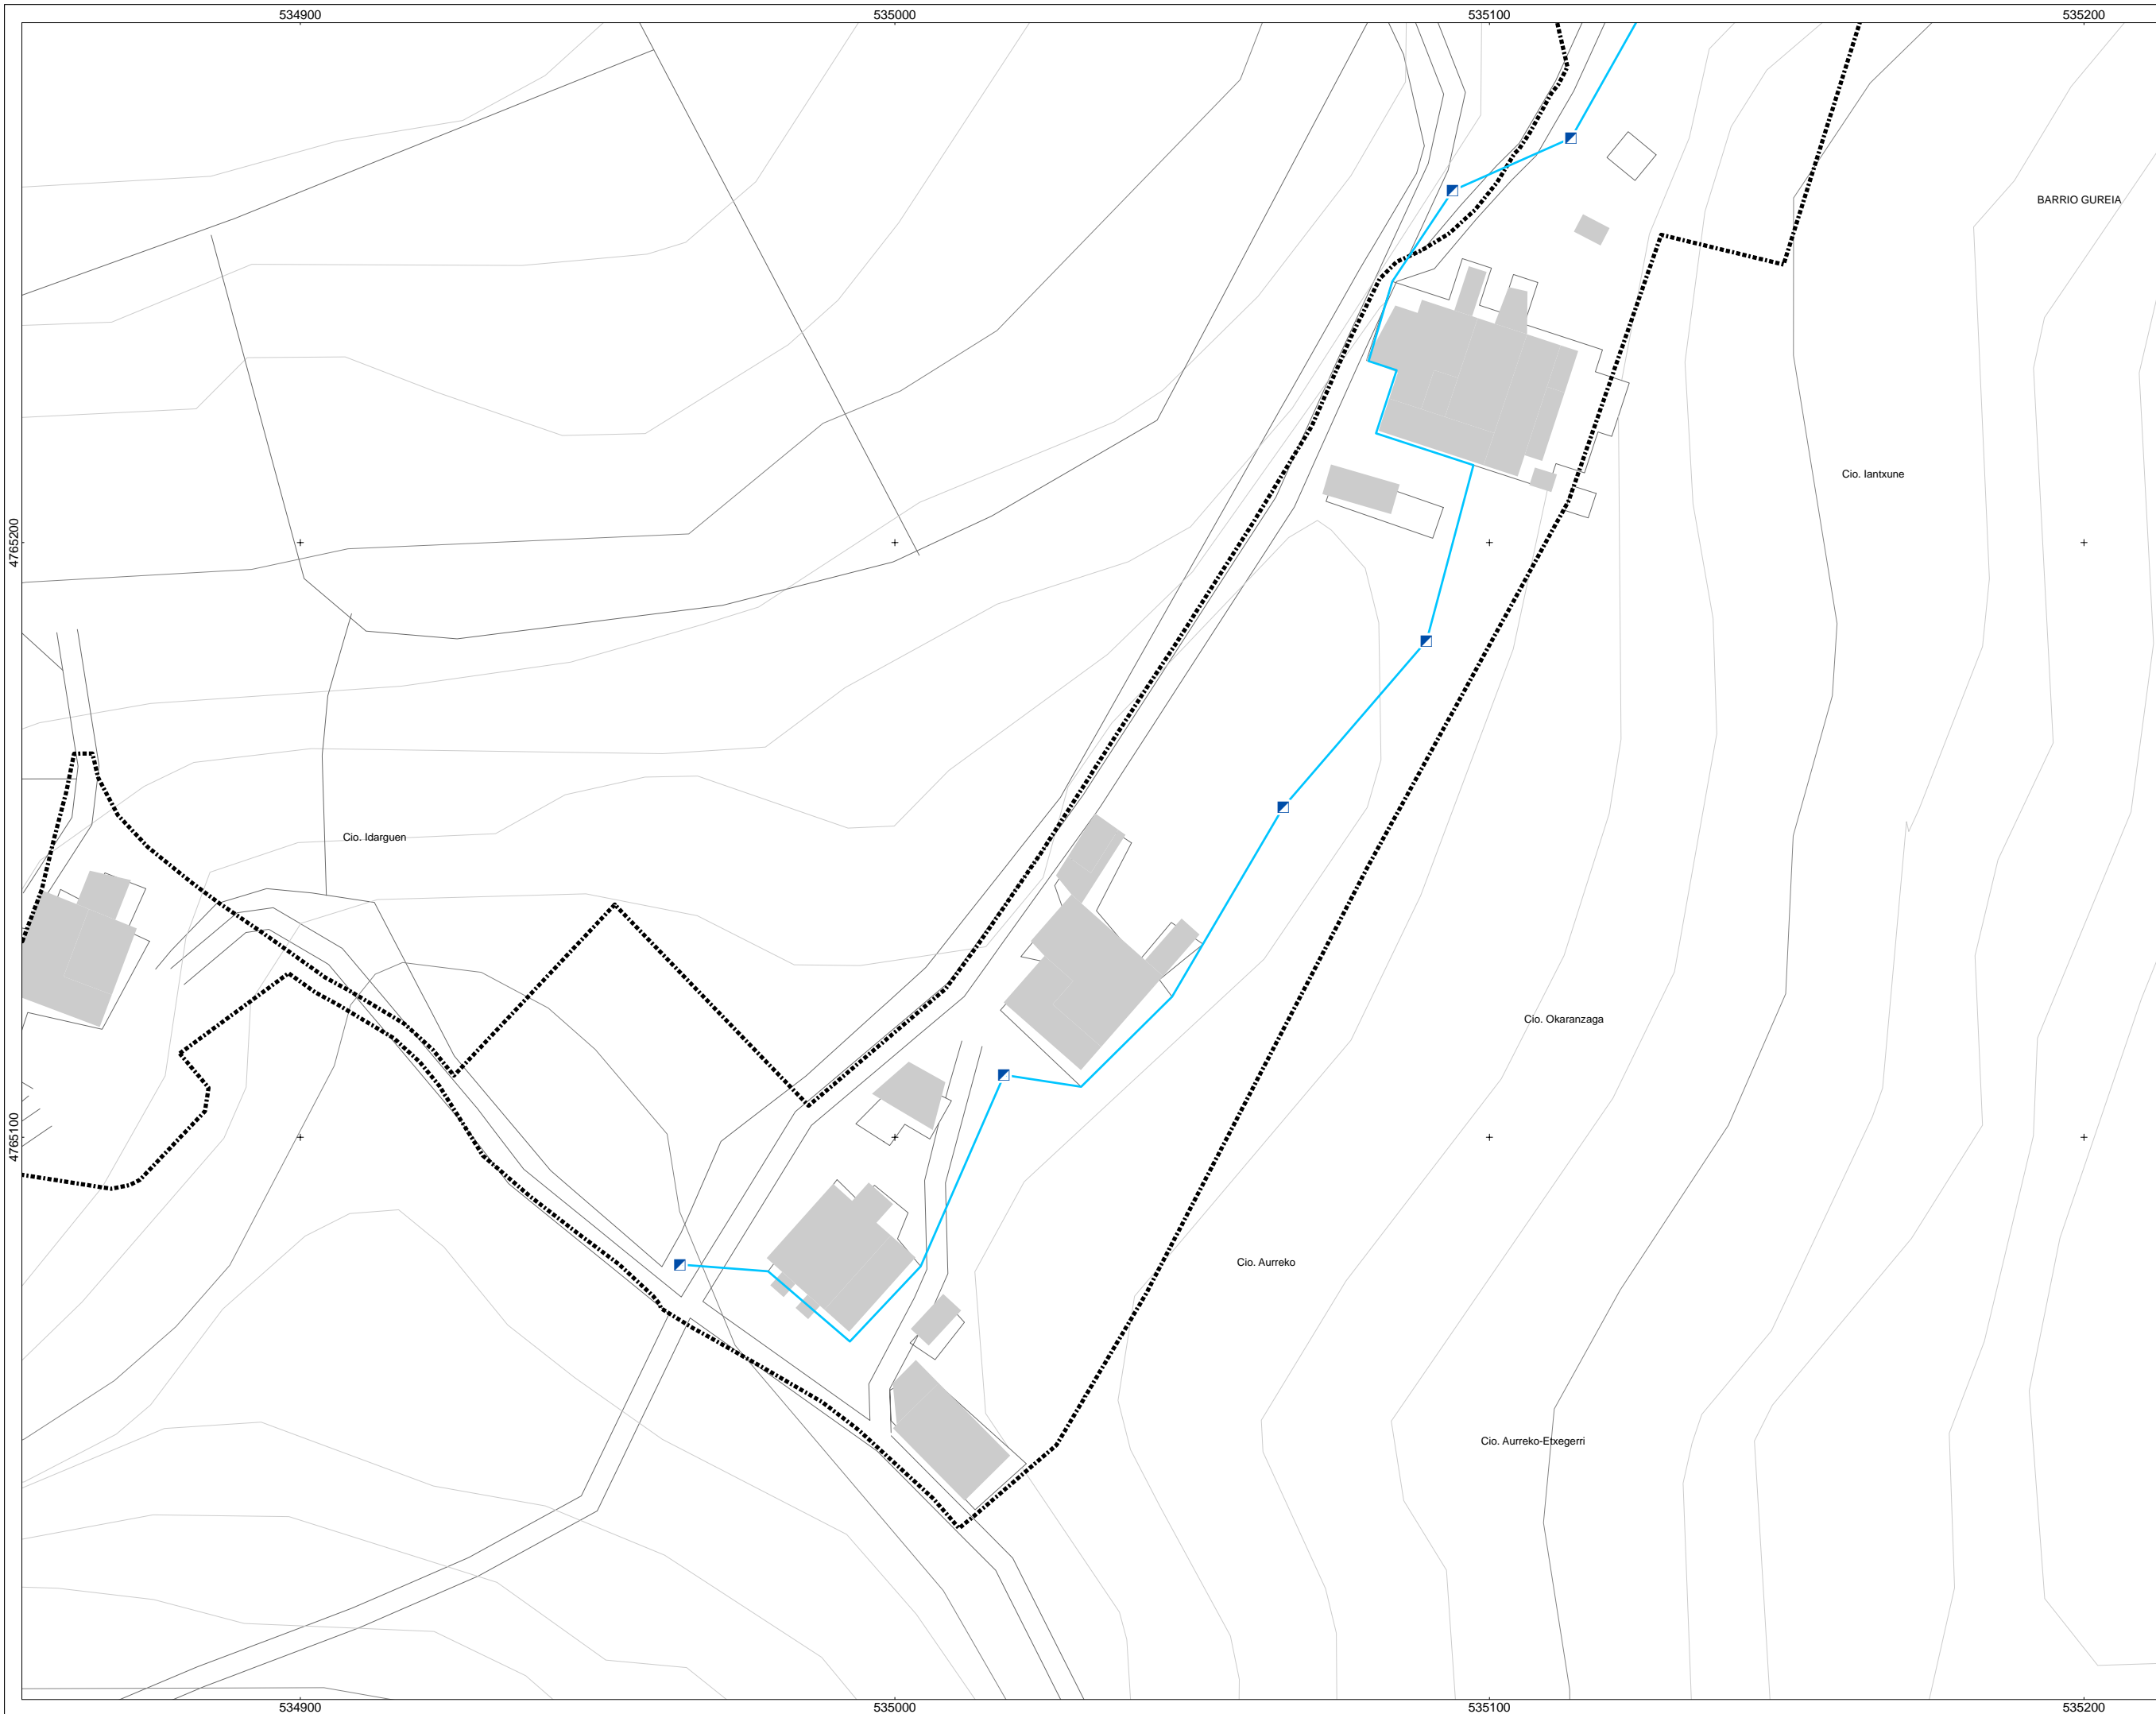 534900
535000
535100
535200
BARRIO GUREIA
Cio. Iantxune
4765200
Cio. Idarguen
Cio. Okaranzaga
4765100
Cio. Aurreko
Cio. Aurreko-Etxegerri
534900
535000
535100
535200